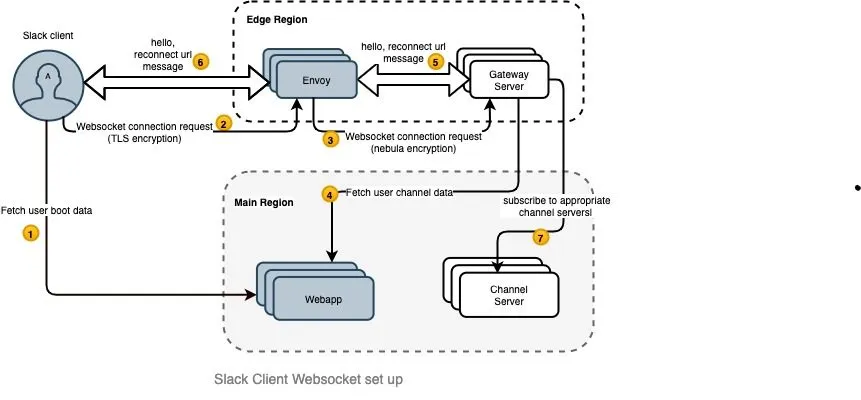 Edge Region
Slack client
hello,
reconnect url
message
6
hello, reconnect url
message
5
A
Envoy
Gateway
Server
Websocket connection request
(TLS encryption)
2
3
Websocket connection request
(nebula encryption)
4
Fetch user channel data
Main Region
subscribe to appropriate
channel servers!
Fetch user boot data
1
7
Webapp
Channel
Server
Slack Client Websocket set up